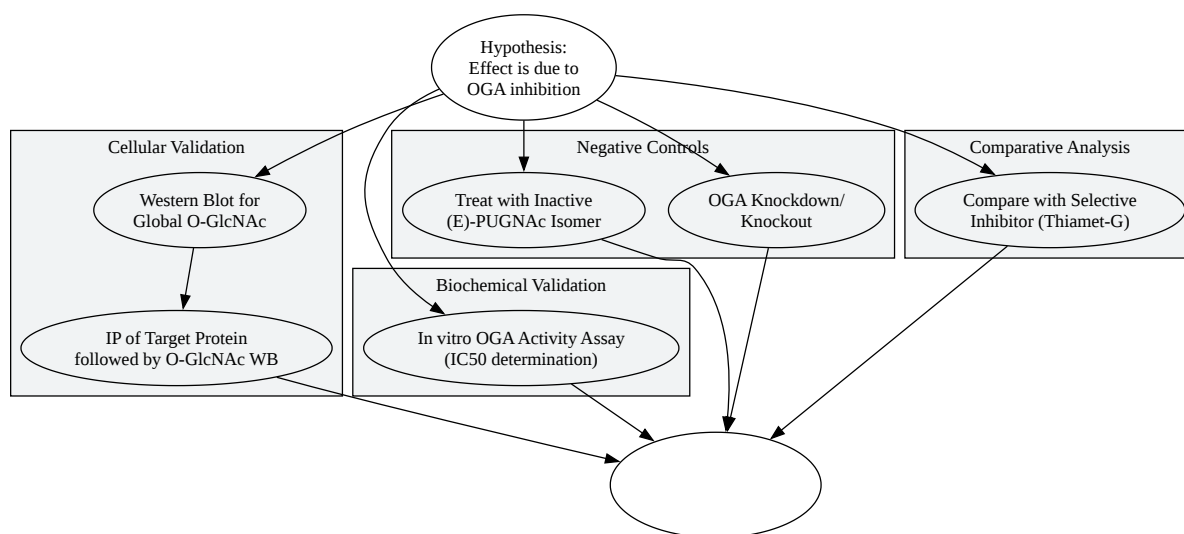 Hypothesis:
Effect is due to
OGA inhibition
Cellular Validation
Negative Controls
Comparative Analysis
Western Blot for
Global O-GlcNAc
Treat with Inactive
(E)-PUGNAc Isomer
OGA Knockdown/
Knockout
Compare with Selective
Inhibitor (Thiamet-G)
Biochemical Validation
IP of Target Protein
followed by O-GlcNAc WB
In vitro OGA Activity Assay
(IC50 determination)